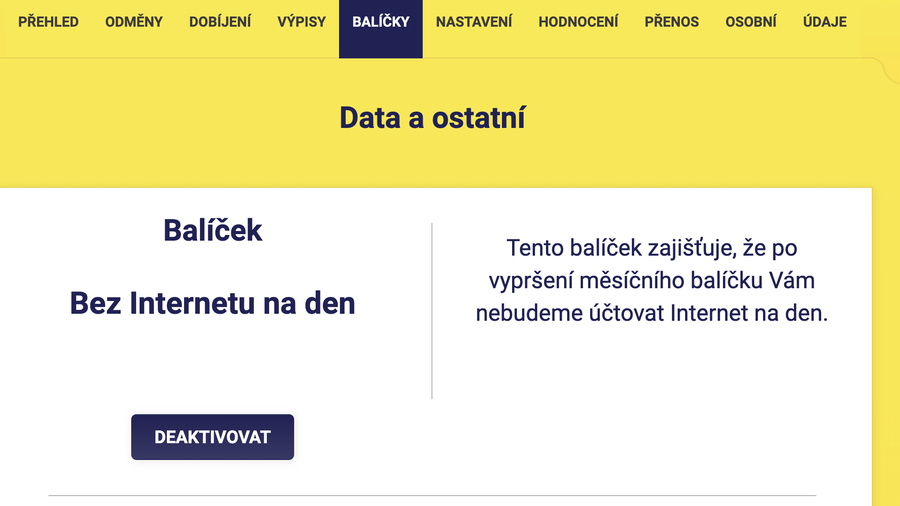 PŘEHLED ODMĚNY DOBÍJENÍ VÝPISY BALÍČKY NASTAVENÍ HODNOCENÍ PŘENOS OSOBNÍ ÚDAJE
Data a ostatní
Balíček
Bez Internetu na den
DEAKTIVOVAT
Tento balíček zajišťuje, že po
vypršení měsíčního balíčku Vám
nebudeme účtovat Internet na den.